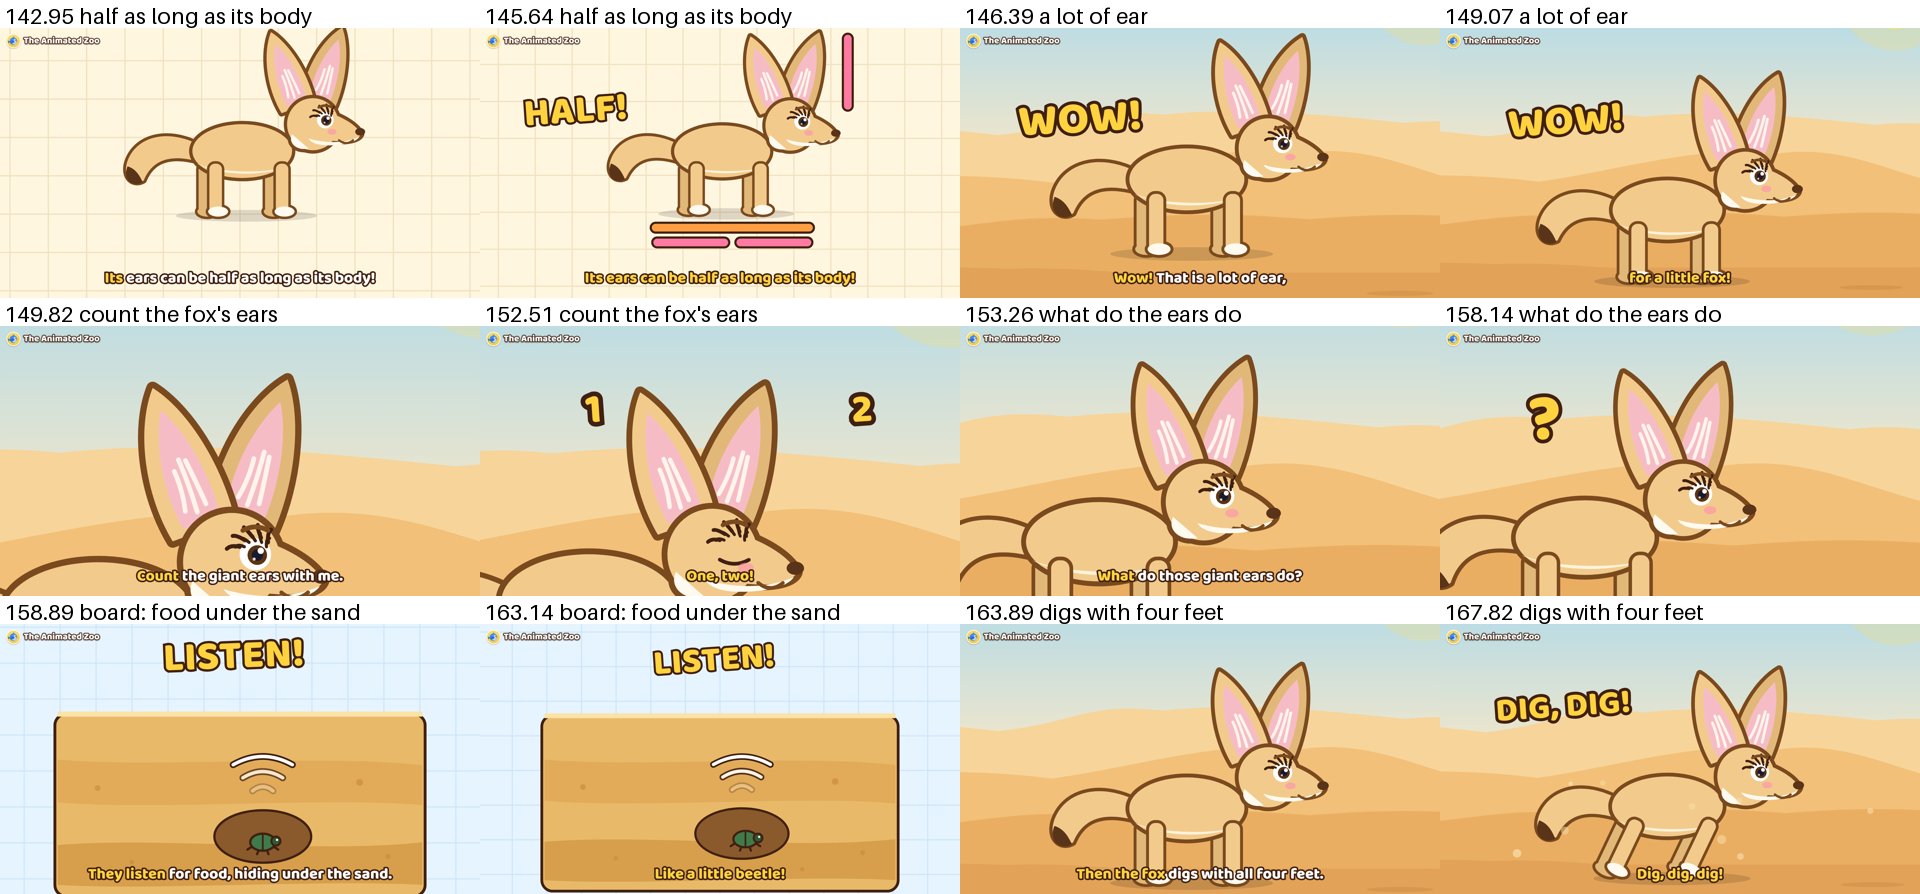 142.95 half as long as its body
145.64 half as long as its body
146.39 a lot of ear
149.07 a lot of ear
The Animated Zoo
Its ears can be half as long as its body!
The Animated Zoo
HALF!
Its ears can be half as long as its body!
The Animated Zoo
WOW!
Wow! That is a lot of ear,
The Animated Zoo
WOW!
for a little fox!
149.82 count the fox's ears
152.51 count the fox's ears
153.26 what do the ears do
158.14 what do the ears do
The Animated Zoo
Count the giant ears with me.
The Animated Zoo
1
2
One, two!
The Animated Zoo
What do those giant ears do?
The Animated Zoo
?
158.89 board: food under the sand
163.14 board: food under the sand
163.89 digs with four feet
167.82 digs with four feet
The Animated Zoo
LISTEN!
They listen for food, hiding under the sand.
The Animated Zoo
LISTEN!
Like a little beetle!
The Animated Zoo
Then the fox digs with all four feet.
The Animated Zoo
DIG, DIG!
Dig, dig, dig!